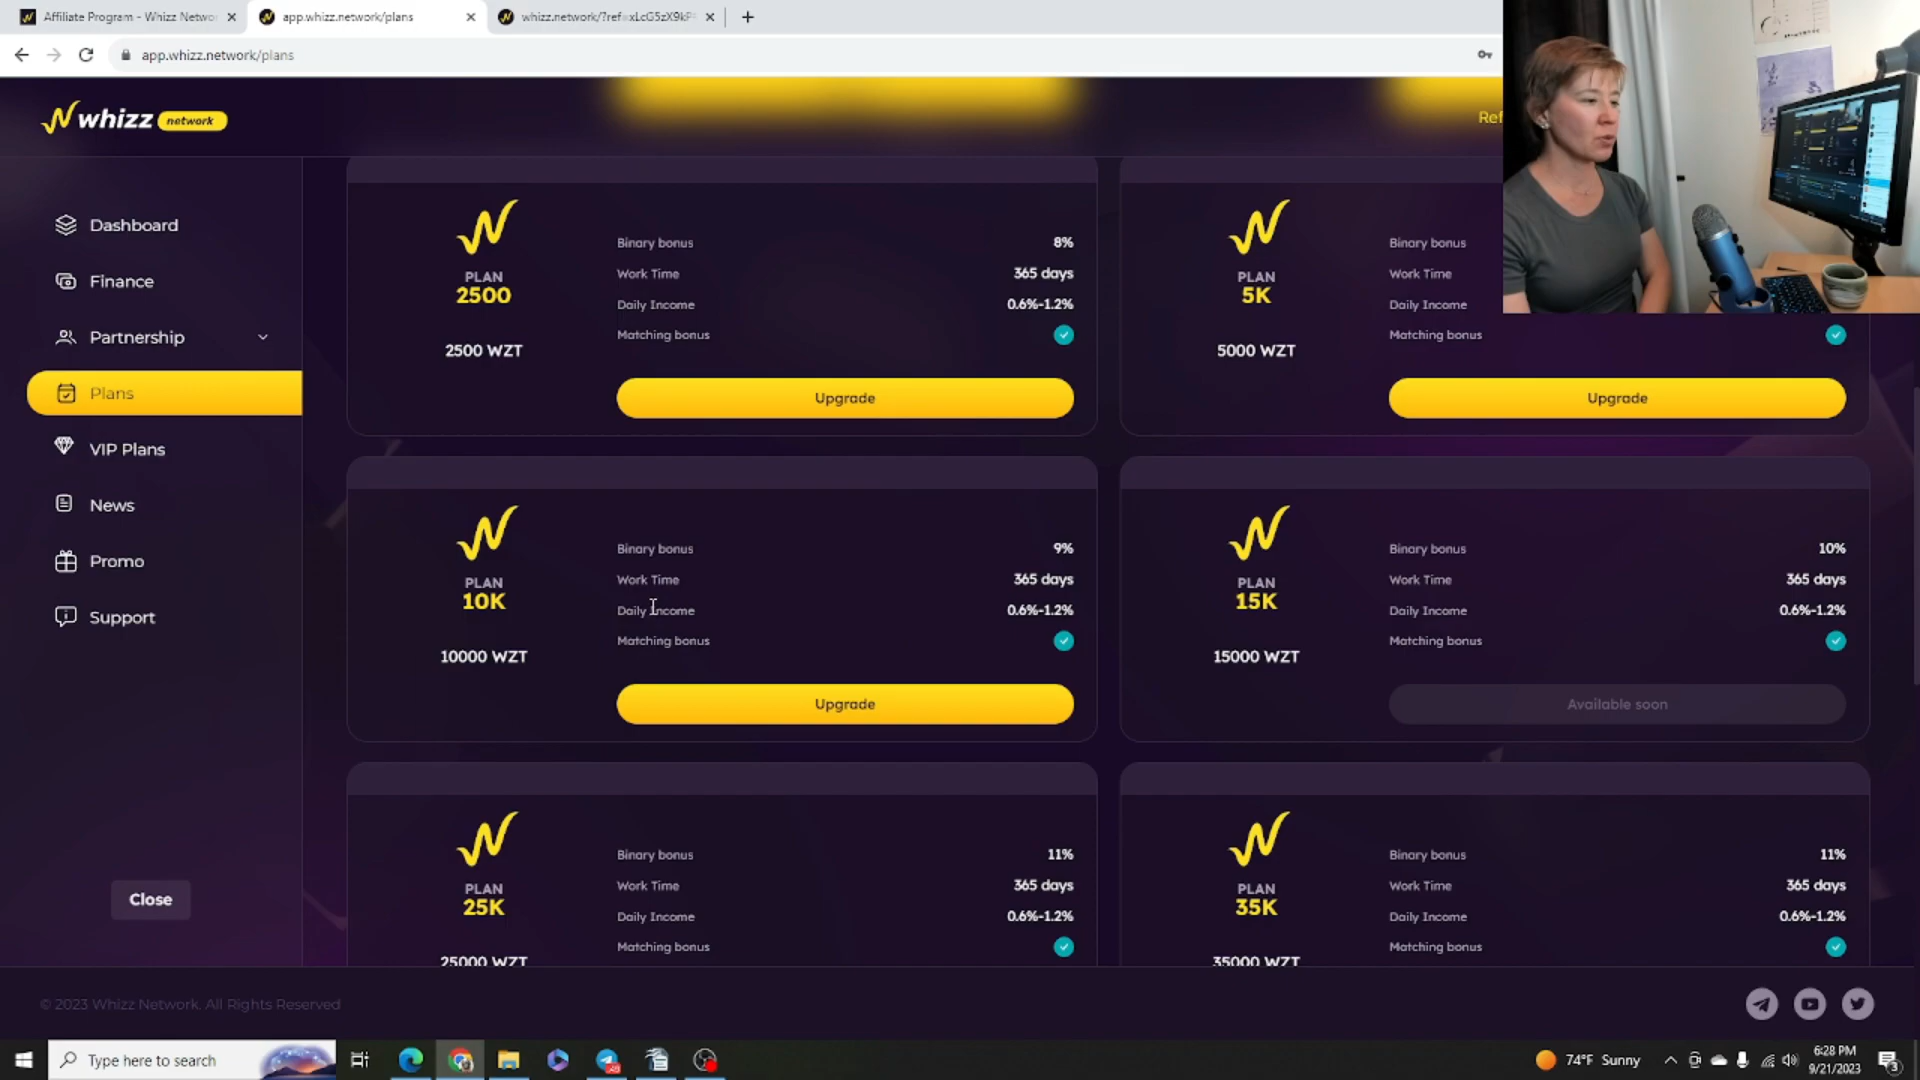 Affiliate Program - Whizz Networ
app.whizz.network/plans
app.whizz.network/plans
whizz
network
Ref
Dashboard
Finance
Partnership
Plans
VIP Plans
News
Promo
Support
Close
PLAN
2500
2500 WZT
Binary bonus 8%
Work Time 365 days
Daily Income 0.6%-1.2%
Matching bonus
Upgrade
PLAN
5K
5000 WZT
Binary bonus
Work Time
Daily Income
Matching bonus
Upgrade
PLAN
10K
10000 WZT
Binary bonus 9%
Work Time 365 days
Daily Income 0.6%-1.2%
Matching bonus
Upgrade
PLAN
15K
15000 WZT
Binary bonus 10%
Work Time 365 days
Daily Income 0.6%-1.2%
Matching bonus
Available soon
PLAN
25K
25000 WZT
Binary bonus 11%
Work Time 365 days
Daily Income 0.6%-1.2%
Matching bonus
PLAN
35K
35000 WZT
Binary bonus 11%
Work Time 365 days
Daily Income 0.6%-1.2%
Matching bonus
© 2023 Whizz Network. All Rights Reserved
Type here to search
74°F Sunny
6:28 PM
9/21/2023
3